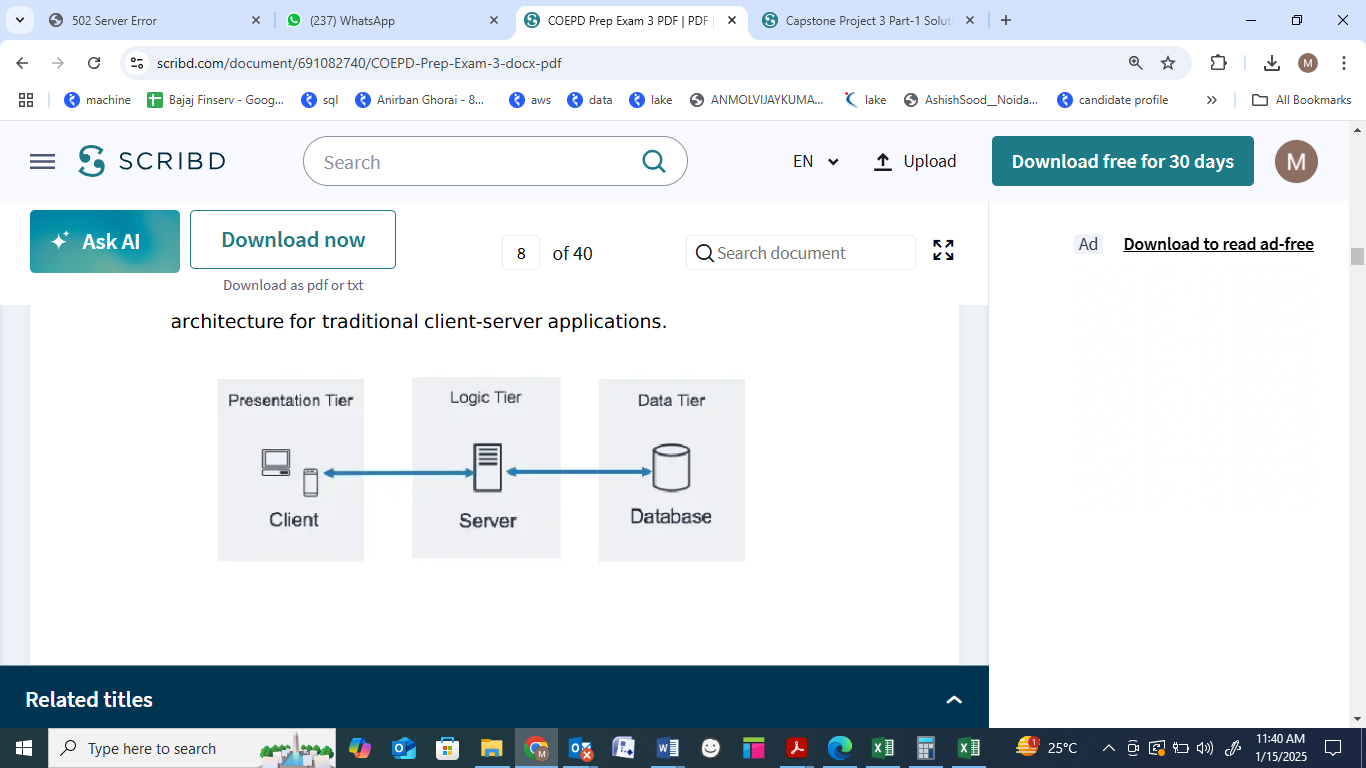 502 Server Error
(237) WhatsApp
COEPD Prep Exam 3 PDF | PDF |
Capstone Project 3 Part-1 Soluti
scribd.com/document/691082740/COEPD-Prep-Exam-3-docx-pdf
M
machine
Bajaj Finserv - Goog...
sql
Anirban Ghorai - 8...
aws
data
lake
ANMOLVIJAYKUMA...
lake
AshishSood__Noida...
candidate profile
»
All Bookmarks
SCRIBD
Search
EN
Upload
Download free for 30 days
M
Ask AI
Download now
8 of 40
Search document
Ad
Download to read ad-free
Download as pdf or txt
architecture for traditional client-server applications.
Presentation Tier
Logic Tier
Data Tier
Client
Server
Database
Related titles
Type here to search
25°C
11:40 AM
1/15/2025